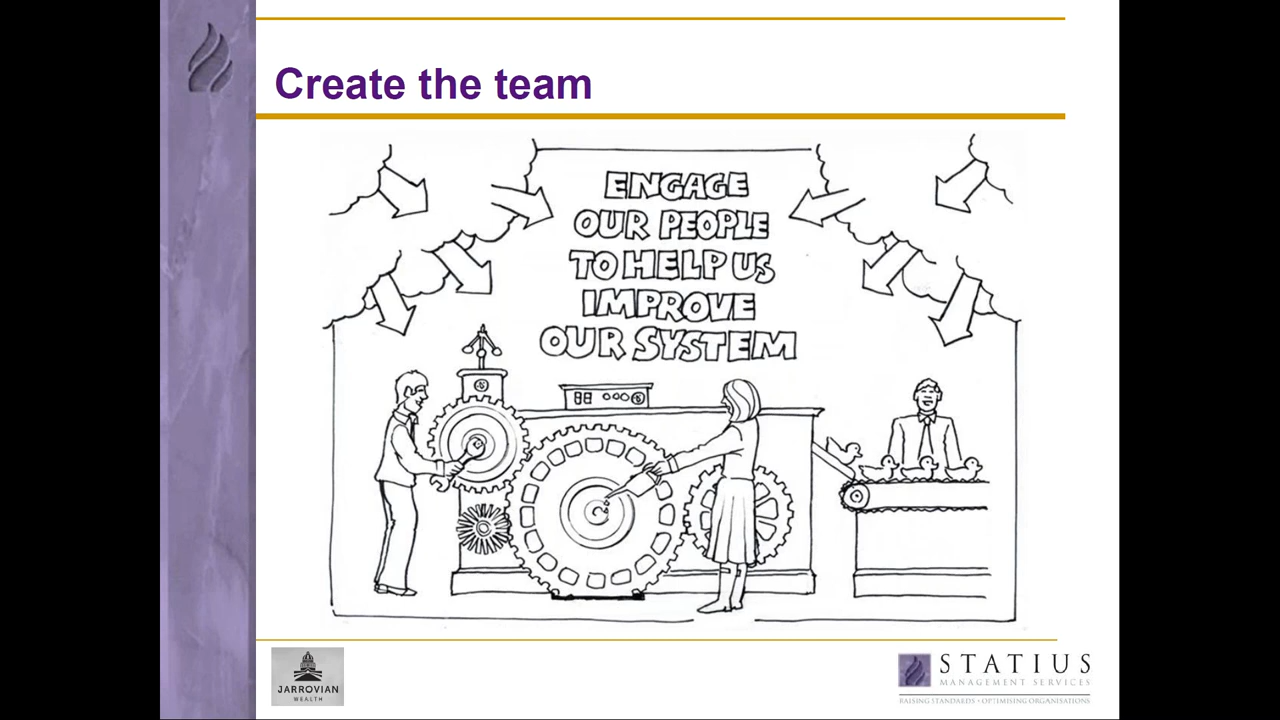 Create the team
ENGAGE
OUR PEOPLE
TO HELP US
IMPROVE
OUR SYSTEM
JARROVIAN
WEALTH
STATIUS
MANAGEMENT SERVICES
RAISING STANDARDS • OPTIMISING ORGANISATIONS